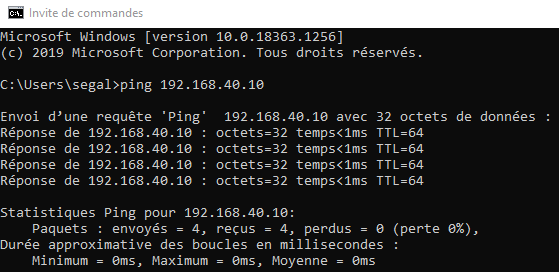 Invite de commandes
Microsoft Windows [version 10.0.18363.1256]
(c) 2019 Microsoft Corporation. Tous droits réservés.
C:\Users\segal>ping 192.168.40.10
Envoi d’une requête 'Ping'  192.168.40.10 avec 32 octets de données :
Réponse de 192.168.40.10 : octets=32 temps<1ms TTL=64
Réponse de 192.168.40.10 : octets=32 temps<1ms TTL=64
Réponse de 192.168.40.10 : octets=32 temps<1ms TTL=64
Réponse de 192.168.40.10 : octets=32 temps<1ms TTL=64
Statistiques Ping pour 192.168.40.10:
Paquets : envoyés = 4, reçus = 4, perdus = 0 (perte 0%),
Durée approximative des boucles en millisecondes :
Minimum = 0ms, Maximum = 0ms, Moyenne = 0ms